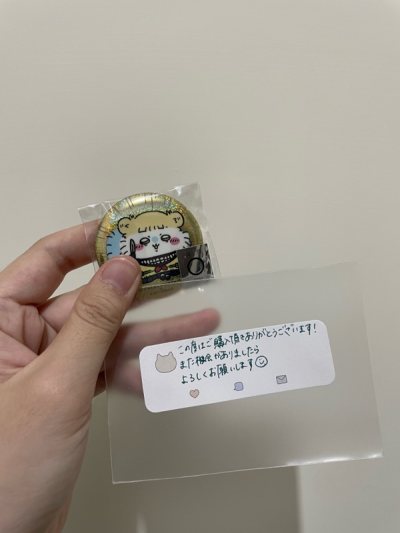 この度はご購入頂きありがとうございます!
また機会がありましたら
よろしくお願いします